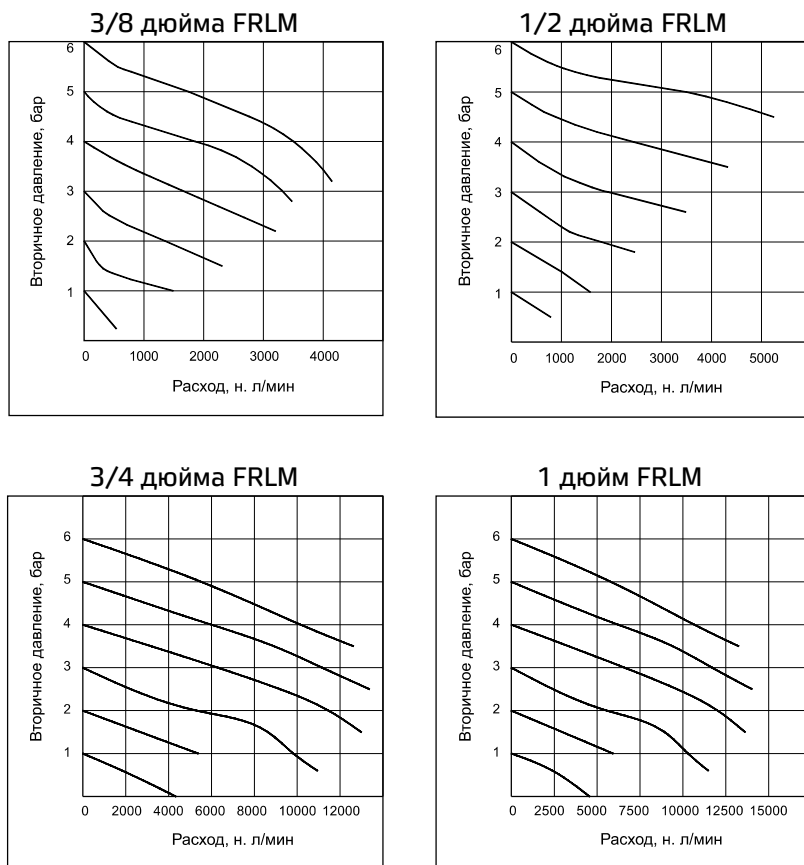 3/8 дюйма FRLM
Вторичное давление, бар
6
5
4
3
2
1
0 1000 2000 3000 4000
Расход, н. л/мин
1/2 дюйма FRLM
Вторичное давление, бар
6
5
4
3
2
1
0 1000 2000 3000 4000 5000
Расход, н. л/мин
3/4 дюйма FRLM
Вторичное давление, бар
6
5
4
3
2
1
0 2000 4000 6000 8000 10000 12000
Расход, н. л/мин
1 дюйм FRLM
Вторичное давление, бар
6
5
4
3
2
1
0 2500 5000 7500 10000 12500 15000
Расход, н. л/мин